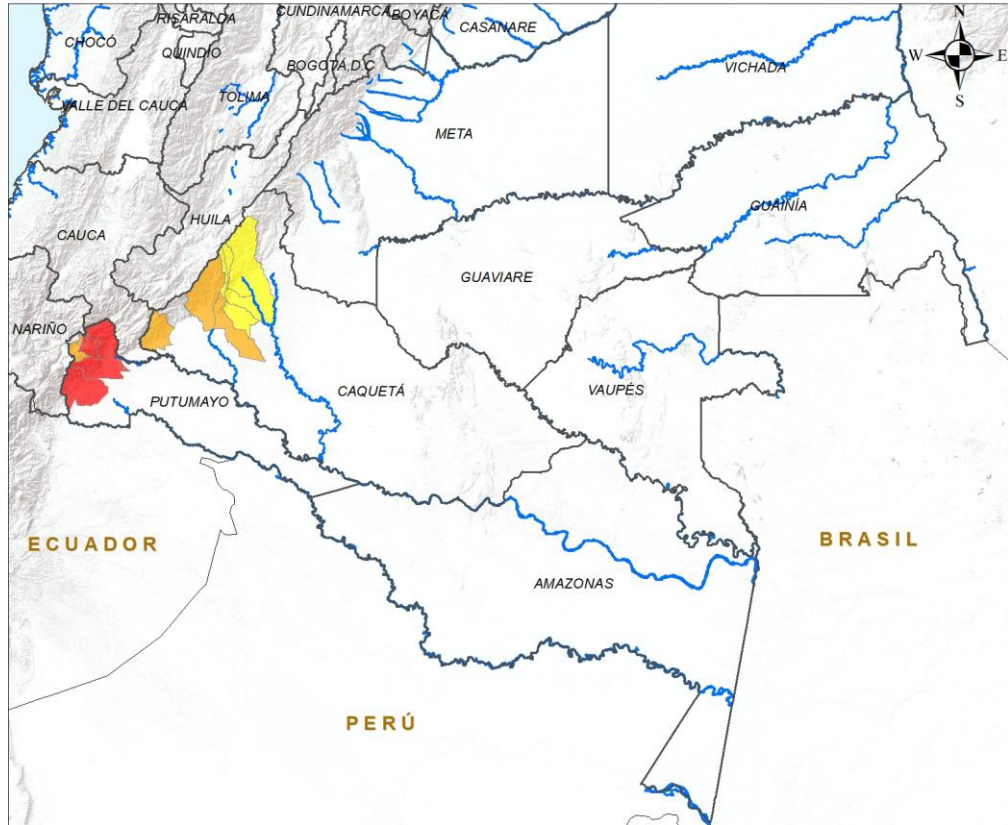 RISARALDA
CUNDINAMARCA
BOYACÁ
CASANARE
N
CHOCÓ
QUINDÍO
BOGOTÁ D.C
W
E
VICHADA
VALLE DEL CAUCA
TOLIMA
S
META
GUAINÍA
HUILA
CAUCA
GUAVIARE
NARIÑO
PUTUMAYO
CAQUETÁ
VAUPÉS
ECUADOR
BRASIL
AMAZONAS
PERÚ